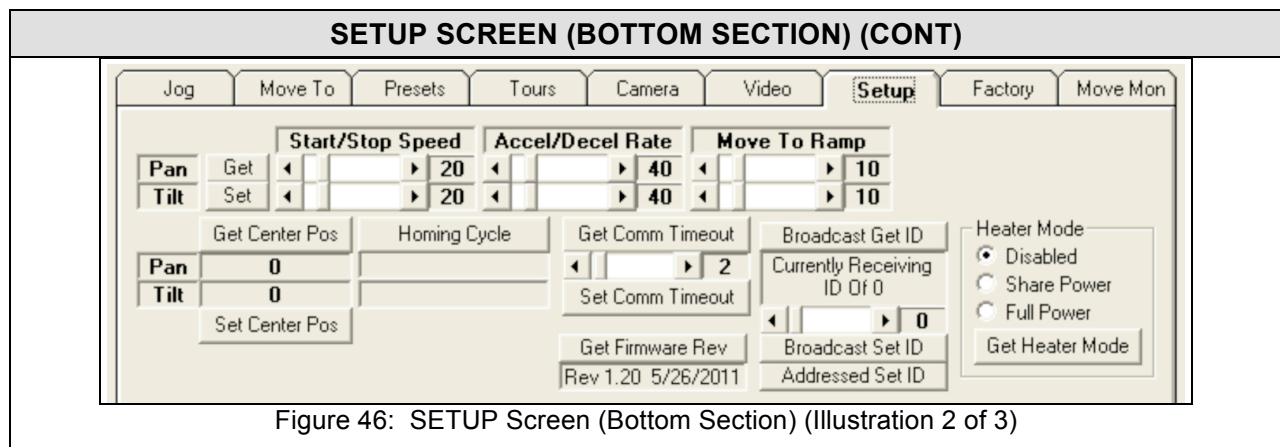 SETUP SCREEN (BOTTOM SECTION) (CONT)
Jog Move To Presets Tours Camera Video Setup Factory Move Mon
Start/Stop Speed Accel/Decel Rate Move To Ramp
Pan Get 20 40 10
Tilt Set 20 40 10
Get Center Pos Homing Cycle Get Comm Timeout Broadcast Get ID Heater Mode
Pan 0 2 Currently Receiving ID Of 0 Disabled
Tilt 0 Set Comm Timeout Share Power
Set Center Pos 0 Full Power
Get Firmware Rev Broadcast Set ID Get Heater Mode
Rev 1.20 5/26/2011 Addressed Set ID
Figure 46: SETUP Screen (Bottom Section) (Illustration 2 of 3)